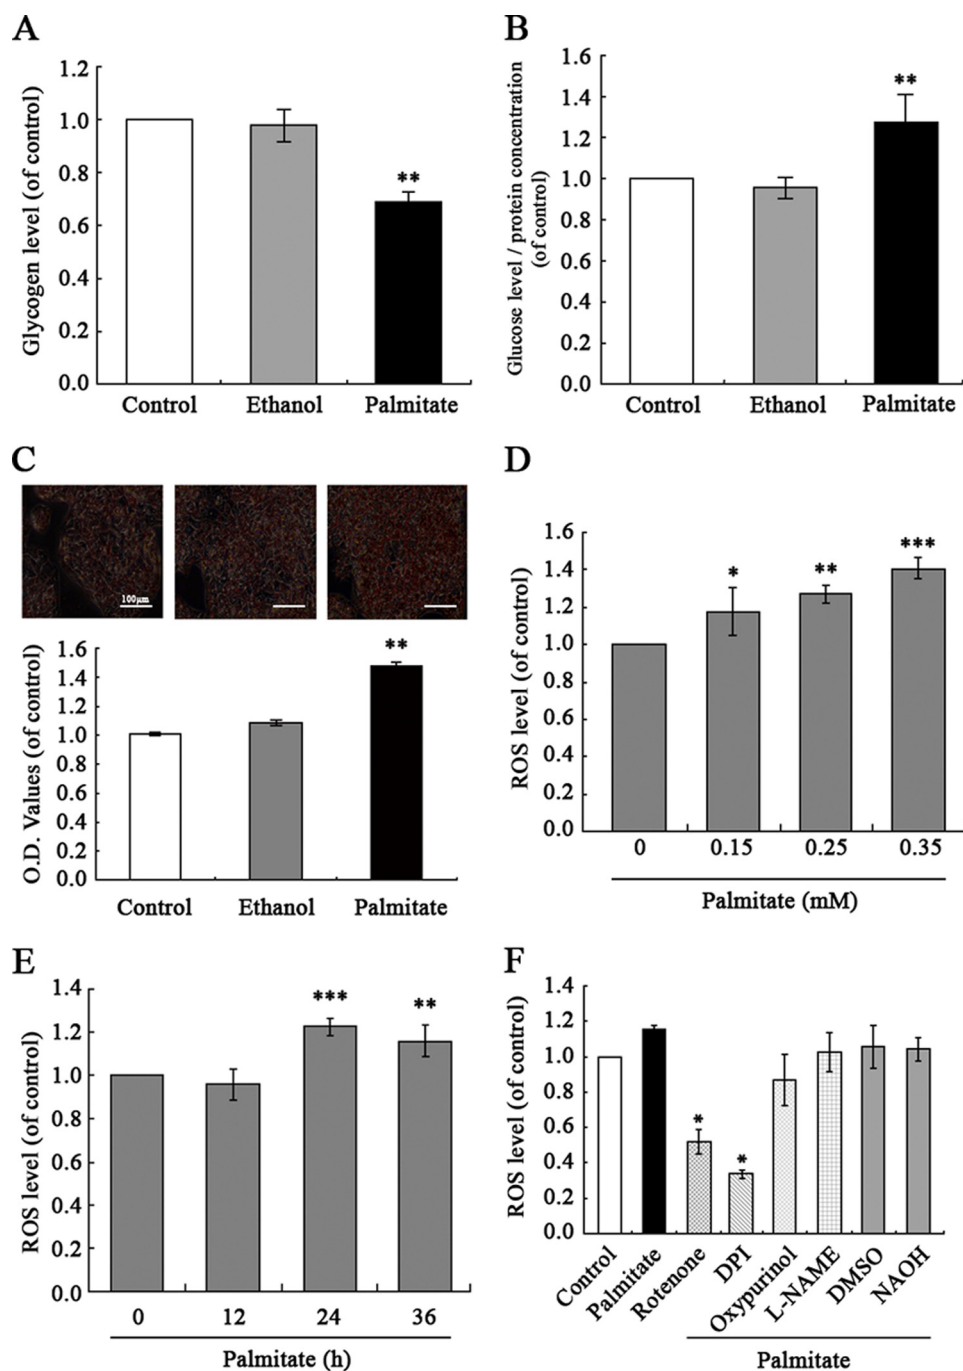 A
Glycogen level (of control)
1.2
1.0
0.8
0.6
0.4
0.2
0.0
**
Control Ethanol Palmitate
B
Glucose level / protein concentration
(of control)
1.6
1.4
1.2
1.0
0.8
0.6
0.4
0.2
0.0
**
Control Ethanol Palmitate
C
100μm
O.D. Values (of control)
1.6
1.4
1.2
1.0
0.8
0.6
0.4
0.2
0.0
**
Control Ethanol Palmitate
D
ROS level (of control)
1.6
1.4
1.2
1.0
0.8
0.6
0.4
0.2
0.0
* ** ***
0 0.15 0.25 0.35
Palmitate (mM)
E
ROS level (of control)
1.4
1.2
1.0
0.8
0.6
0.4
0.2
0.0
*** **
0 12 24 36
Palmitate (h)
F
ROS level (of control)
1.4
1.2
1.0
0.8
0.6
0.4
0.2
0.0
* *
Control
Palmitate
Rotenone
DPI
Oxypurinol
L-NAME
DMSO
NAOH
Palmitate